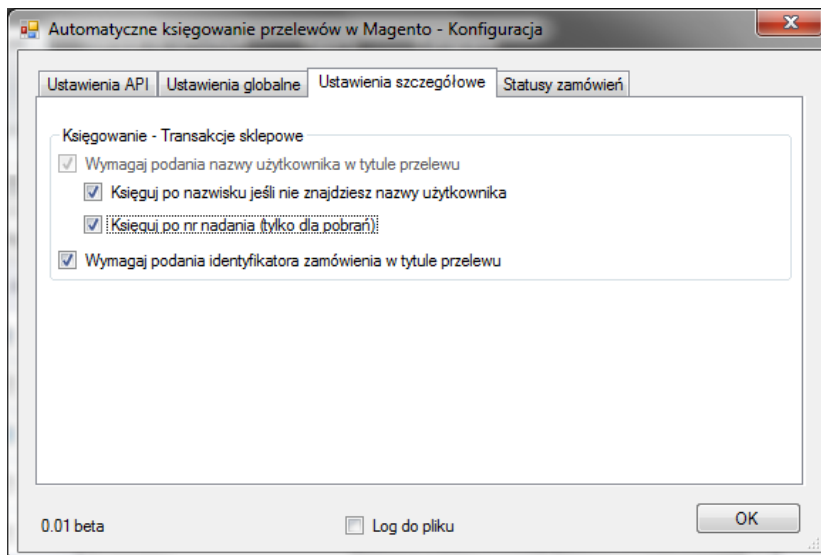 Automatyczne księgowanie przelewów w Magento - Konfiguracja
Ustawienia API Ustawienia globalne Ustawienia szczegółowe Statusy zamówień
Księgowanie - Transakcje sklepowe
Wymagaj podania nazwy użytkownika w tytule przelewu
Księguj po nazwisku jeśli nie znajdziesz nazwy użytkownika
Księguj po nr nadania (tylko dla pobrań)
Wymagaj podania identyfikatora zamówienia w tytule przelewu
0.01 beta Log do pliku OK